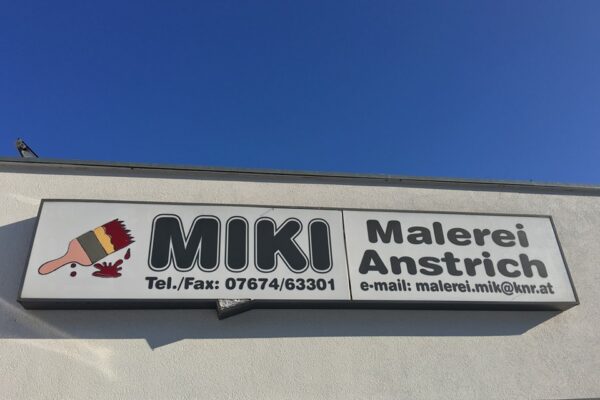 MIKI
Tel./Fax: 07674/63301
Malerei
Anstrich
e-mail: malerei.mik@knr.at